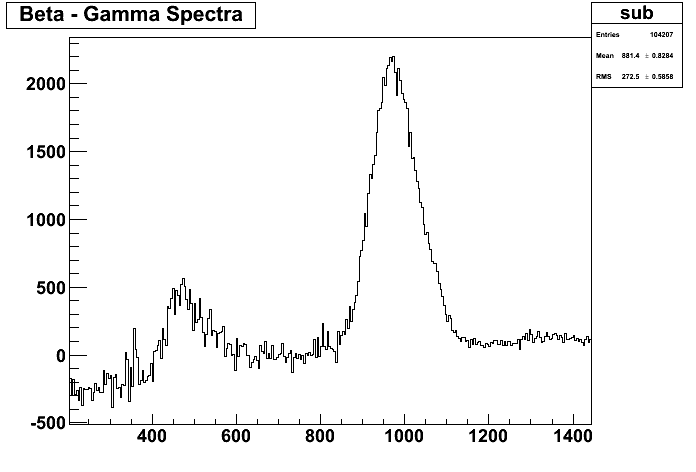 Beta - Gamma Spectra
sub
Entries 104207
Mean 881.4 ± 0.8284
RMS 272.5 ± 0.5858
2000
1500
1000
500
0
-500
400 600 800 1000 1200 1400